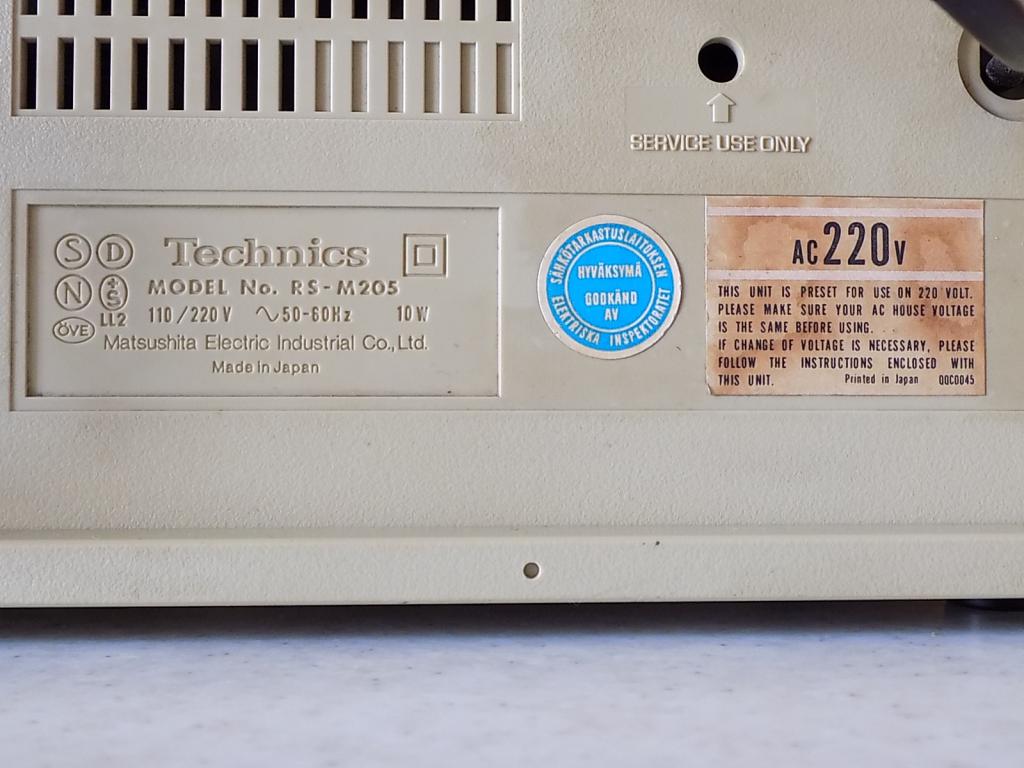 SERVICE USE ONLY
S D Technics
N S MODEL No. RS-M205
ÖVE LL2 110/220V ∿50-60Hz 10W
Matsushita Electric Industrial Co., Ltd.
Made in Japan
SÄHKÖTARKASTUSLAITOKSEN
HYVÄKSYMÄ
GODKÄND
AV
ELEKTRISKA INSPEKTORATET
AC 220V
THIS UNIT IS PRESET FOR USE ON 220 VOLT.
PLEASE MAKE SURE YOUR AC HOUSE VOLTAGE
IS THE SAME BEFORE USING.
IF CHANGE OF VOLTAGE IS NECESSARY, PLEASE
FOLLOW THE INSTRUCTIONS ENCLOSED WITH
THIS UNIT. Printed in Japan QQC0045